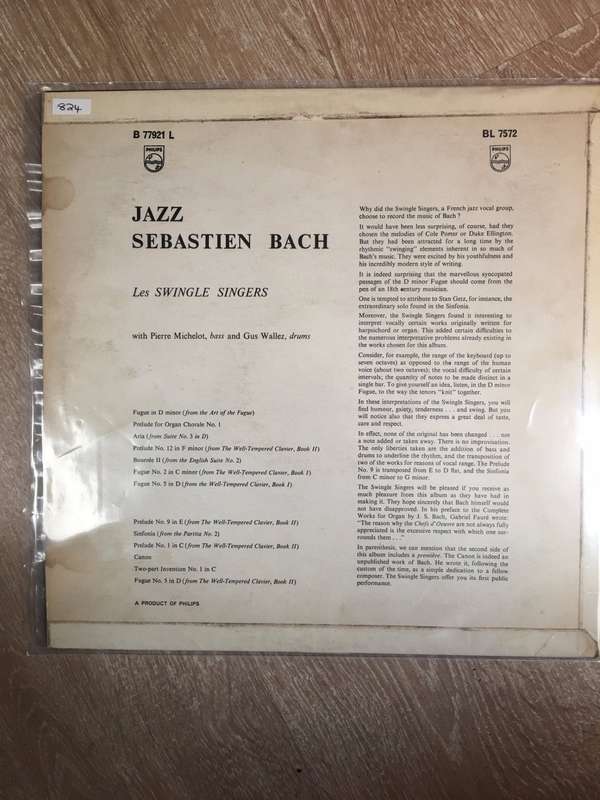 824
B 77921 L
BL 7572
PHILIPS
PHILIPS
JAZZ
SEBASTIEN BACH
Les SWINGLE SINGERS
with Pierre Michelot, bass and Gus Wallez, drums
Fugue in D minor (from the Art of the Fugue)
Prelude for Organ Chorale No. 1
Aria (from Suite No. 3 in D)
Prelude No. 12 in F minor (from The Well-Tempered Clavier, Book II)
Bourrée II (from the English Suite No. 2)
Fugue No. 2 in C minor (from The Well-Tempered Clavier, Book I)
Fugue No. 5 in D (from the Well-Tempered Clavier, Book I)
Prelude No. 9 in E (from The Well-Tempered Clavier, Book II)
Sinfonia (from the Partita No. 2)
Prelude No. 1 in C (from The Well-Tempered Clavier, Book II)
Canon
Two-part Invention No. 1 in C
Fugue No. 5 in D (from The Well-Tempered Clavier, Book II)
A PRODUCT OF PHILIPS
Why did the Swingle Singers, a French jazz vocal group,
choose to record the music of Bach ?
It would have been less surprising, of course, had they
chosen the melodies of Cole Porter or Duke Ellington.
But they had been attracted for a long time by the
rhythmic "swinging" elements inherent in so much of
Bach's music. They were excited by his youthfulness and
his incredibly modern style of writing.
It is indeed surprising that the marvellous syncopated
passages of the D minor Fugue should come from the
pen of an 18th century musician.
One is tempted to attribute to Stan Getz, for instance, the
extraordinary solo found in the Sinfonia.
Moreover, the Swingle Singers found it interesting to
interpret vocally certain works originally written for
harpsichord or organ. This added certain difficulties to
the numerous interpretative problems already existing in
the works chosen for this album.
Consider, for example, the range of the keyboard (up to
seven octaves) as opposed to the range of the human
voice (about two octaves); the vocal difficulty of certain
intervals; the quantity of notes to be made distinct in a
single bar. To give yourself an idea, listen, in the D minor
Fugue, to the way the tenors "knit" together.
In these interpretations of the Swingle Singers, you will
find humour, gaiety, tenderness . . . and swing. But you
will notice also that they express a great deal of taste,
care and respect.
In effect, none of the original has been changed . . . not
a note added or taken away. There is no improvisation.
The only liberties taken are the addition of bass and
drums to underline the rhythm, and the transposition of
two of the works for reasons of vocal range. The Prelude
No. 9 is transposed from E to D flat, and the Sinfonia
from C minor to G minor.
The Swingle Singers will be pleased if you receive as
much pleasure from this album as they have had in
making it. They hope sincerely that Bach himself would
not have disapproved. In his preface to the Complete
Works for Organ by J. S. Bach, Gabriel Fauré wrote:
"The reason why the Chefs d'Oeuvre are not always fully
appreciated is the excessive respect with which one sur-
rounds them . . ."
In parenthesis, we can mention that the second side of
this album includes a première. The Canon is indeed an
unpublished work of Bach. He wrote it, following the
custom of the time, as a simple dedication to a fellow
composer. The Swingle Singers offer you its first public
performance.